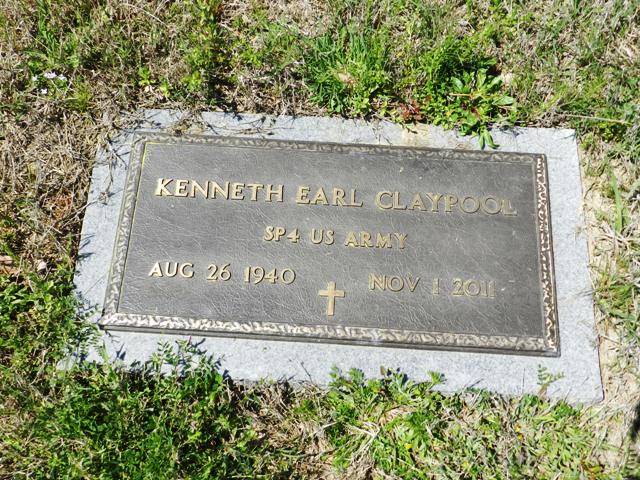 KENNETH EARL CLAYPOOL
SP4 US ARMY
AUG 26 1940 NOV 1 2011